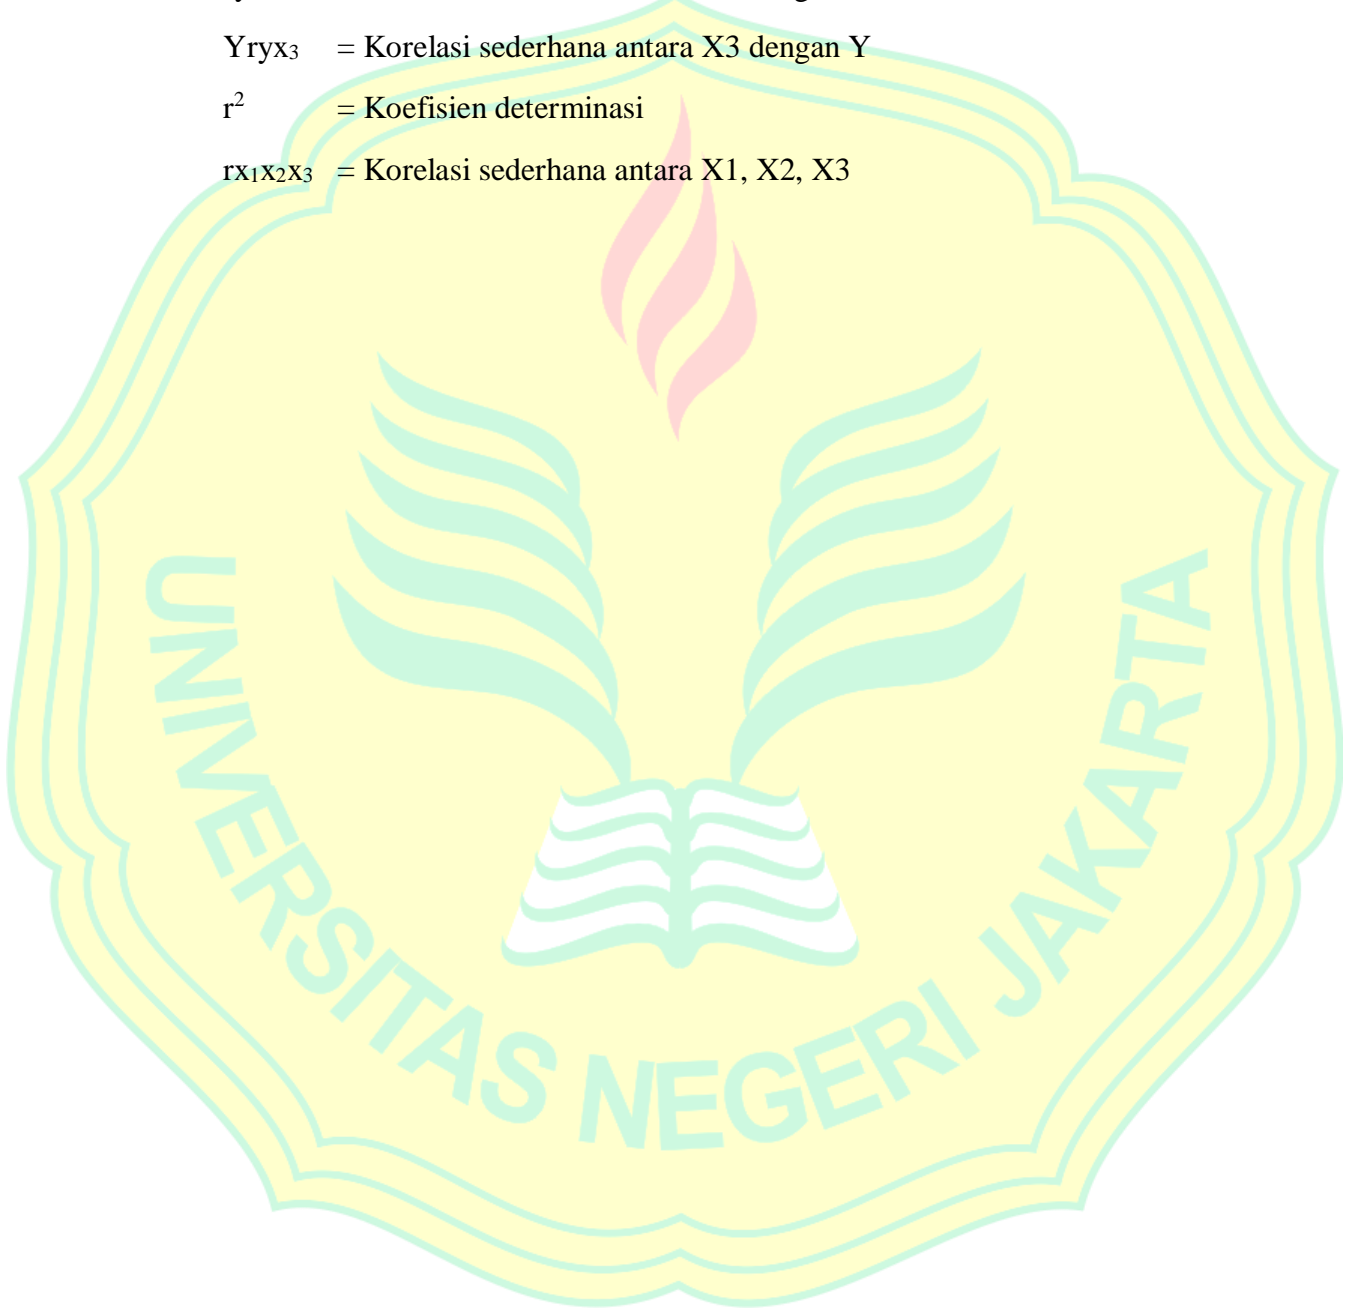 Yryx₃ = Korelasi sederhana antara X3 dengan Y
r² = Koefisien determinasi
rx₁x₂x₃ = Korelasi sederhana antara X1, X2, X3
UNIVERSITAS NEGERI JAKARTA